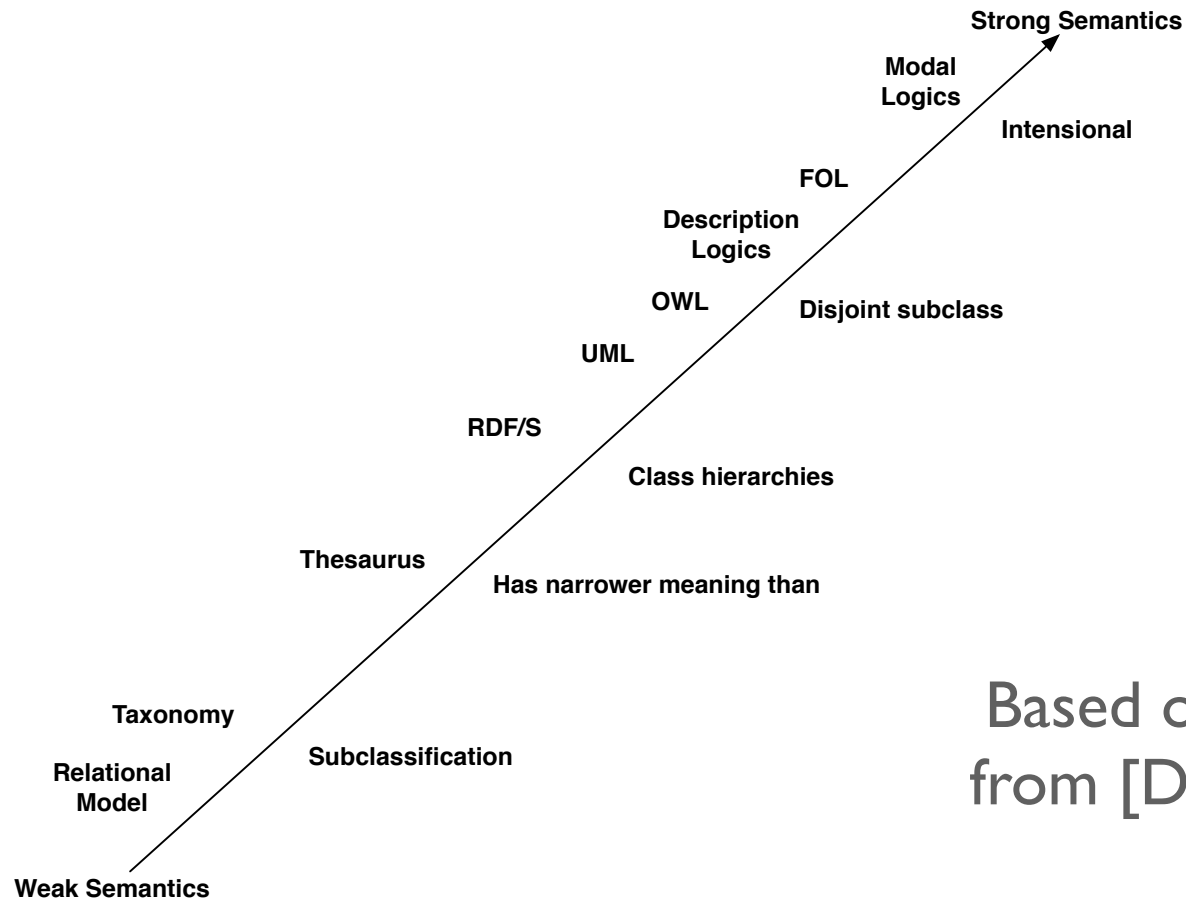 Strong Semantics
Modal
Logics
Intensional
FOL
Description
Logics
OWL
Disjoint subclass
UML
RDF/S
Class hierarchies
Thesaurus
Has narrower meaning than
Taxonomy
Subclassification
Relational
Model
Based
from
Weak Semantics